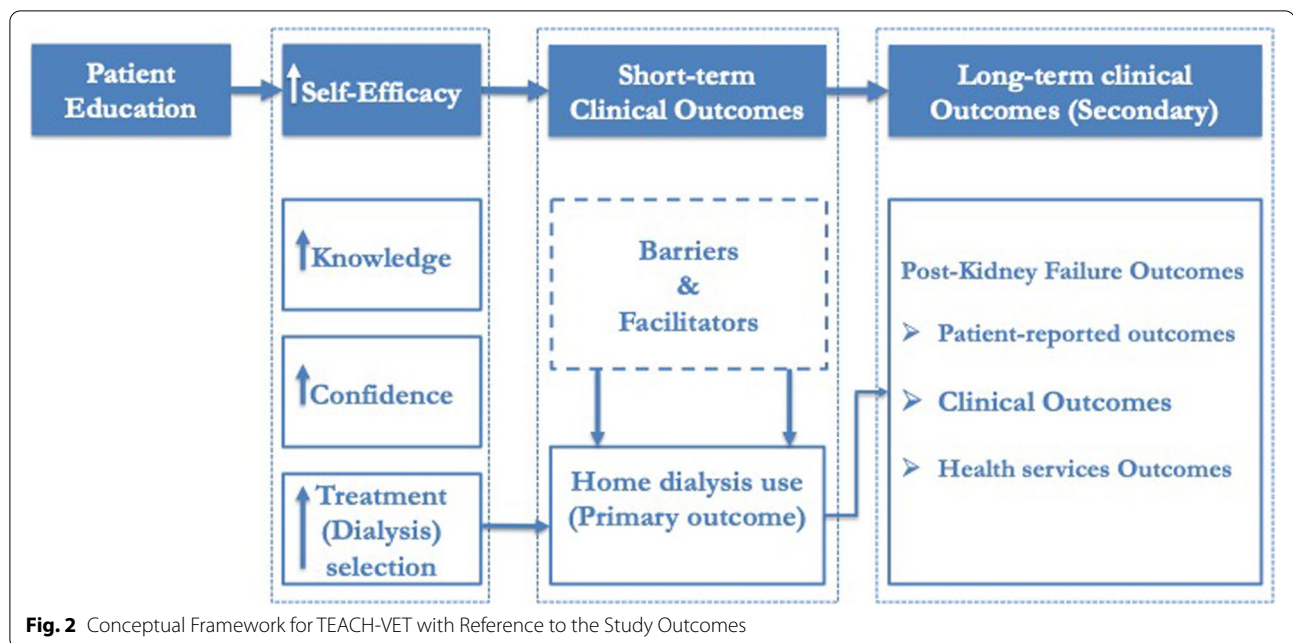 Patient
Education
Self-Efficacy
Short-term
Clinical Outcomes
Long-term clinical
Outcomes (Secondary)
Knowledge
Confidence
Treatment
(Dialysis)
selection
Barriers
&
Facilitators
Home dialysis use
(Primary outcome)
Post-Kidney Failure Outcomes
➢ Patient-reported outcomes
➢ Clinical Outcomes
➢ Health services Outcomes
Fig. 2 Conceptual Framework for TEACH-VET with Reference to the Study Outcomes